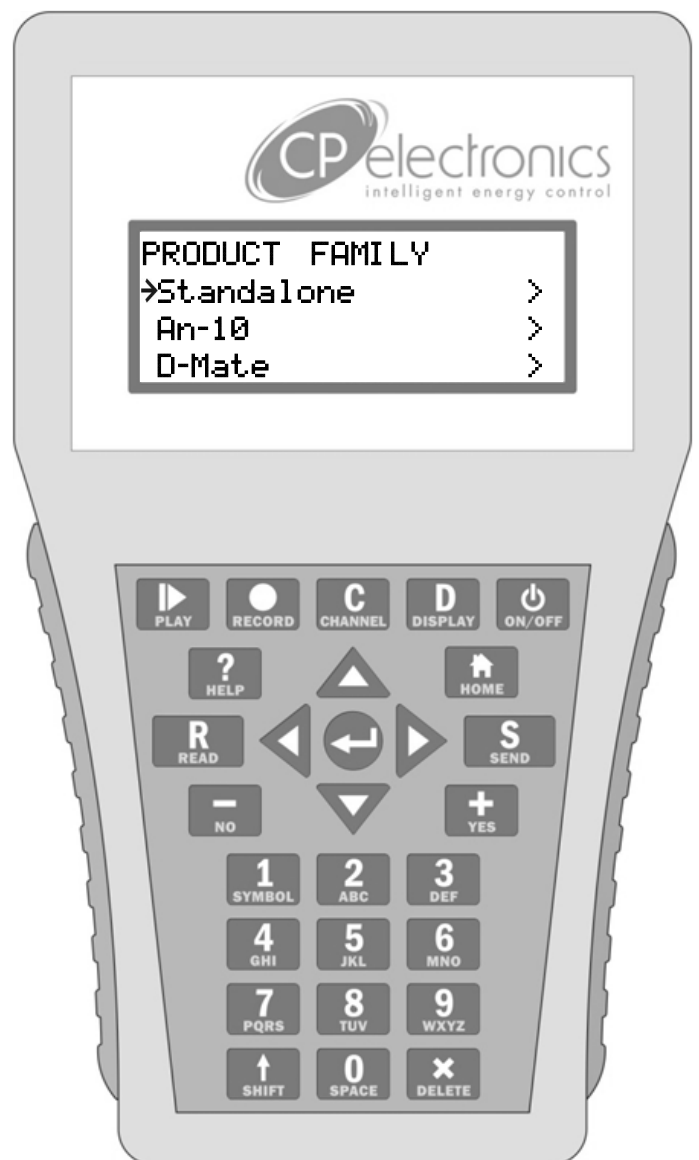 CP electronics
intelligent energy control
PRODUCT FAMILY
→Standalone >
An-10 >
D-Mate >
PLAY
RECORD
C
CHANNEL
D
DISPLAY
ON/OFF
?
HELP
HOME
R
READ
S
SEND
−
NO
+
YES
1
SYMBOL
2
ABC
3
DEF
4
GHI
5
JKL
6
MNO
7
PQRS
8
TUV
9
WXYZ
SHIFT
0
SPACE
DELETE